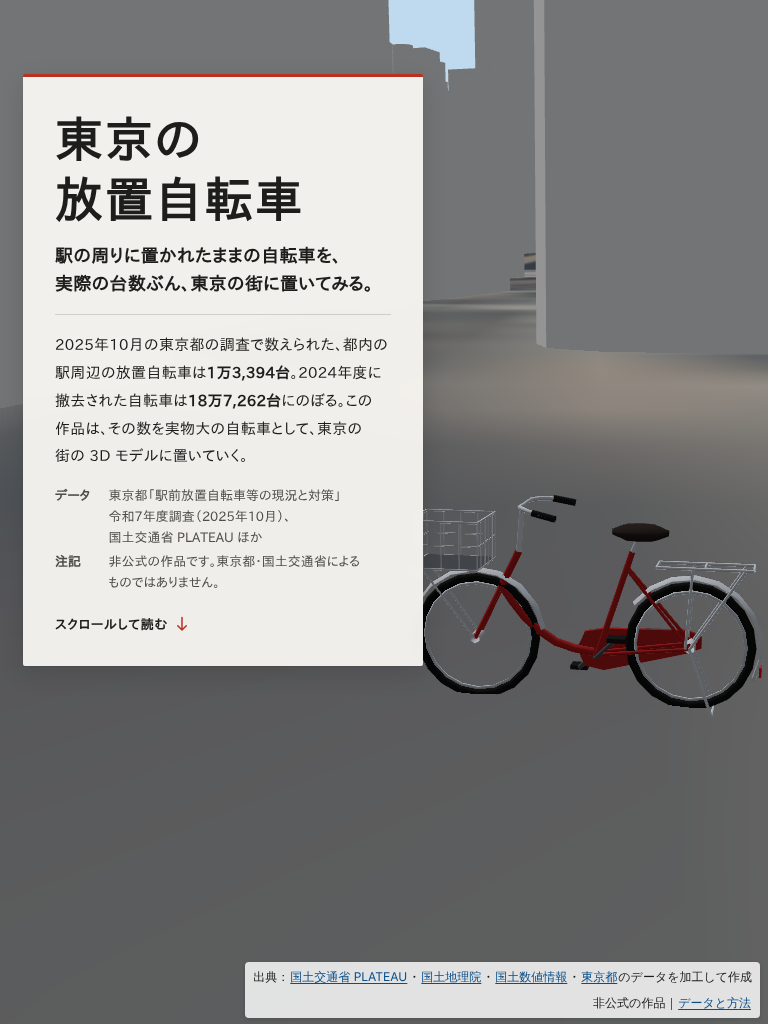 東京の
放置自転車
駅の周りに置かれたままの自転車を、
実際の台数ぶん、東京の街に置いてみる。
2025年10月の東京都の調査で数えられた、都内の
駅周辺の放置自転車は1万3,394台。2024年度に
撤去された自転車は18万7,262台にのぼる。この
作品は、その数を実物大の自転車として、東京の
街の 3D モデルに置いていく。
データ 東京都「駅前放置自転車等の現況と対策」
令和7年度調査（2025年10月）、
国土交通省 PLATEAU ほか
注記 非公式の作品です。東京都・国土交通省による
ものではありません。
スクロールして読む ↓
出典：国土交通省 PLATEAU・国土地理院・国土数値情報・東京都のデータを加工して作成
非公式の作品｜データと方法